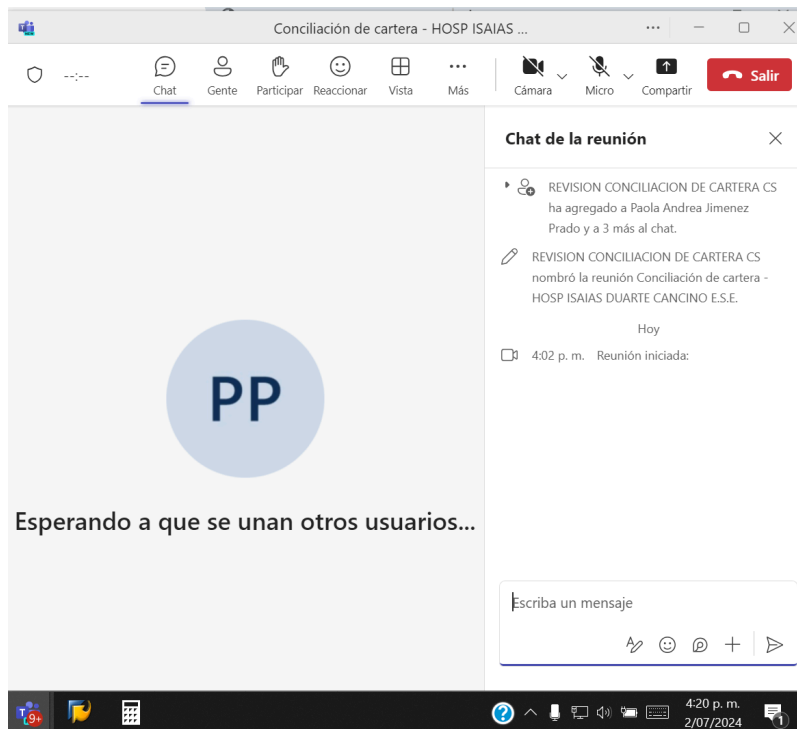 Conciliación de cartera - HOSP ISAIAS ...
--:--
Chat
Gente
Participar
Reaccionar
Vista
Más
Cámara
Micro
Compartir
Salir
Chat de la reunión
REVISION CONCILIACION DE CARTERA CS
ha agregado a Paola Andrea Jimenez
Prado y a 3 más al chat.
REVISION CONCILIACION DE CARTERA CS
nombró la reunión Conciliación de cartera -
HOSP ISAIAS DUARTE CANCINO E.S.E.
Hoy
4:02 p. m. Reunión iniciada:
PP
Esperando a que se unan otros usuarios...
Escriba un mensaje
9+
4:20 p. m.
2/07/2024
1